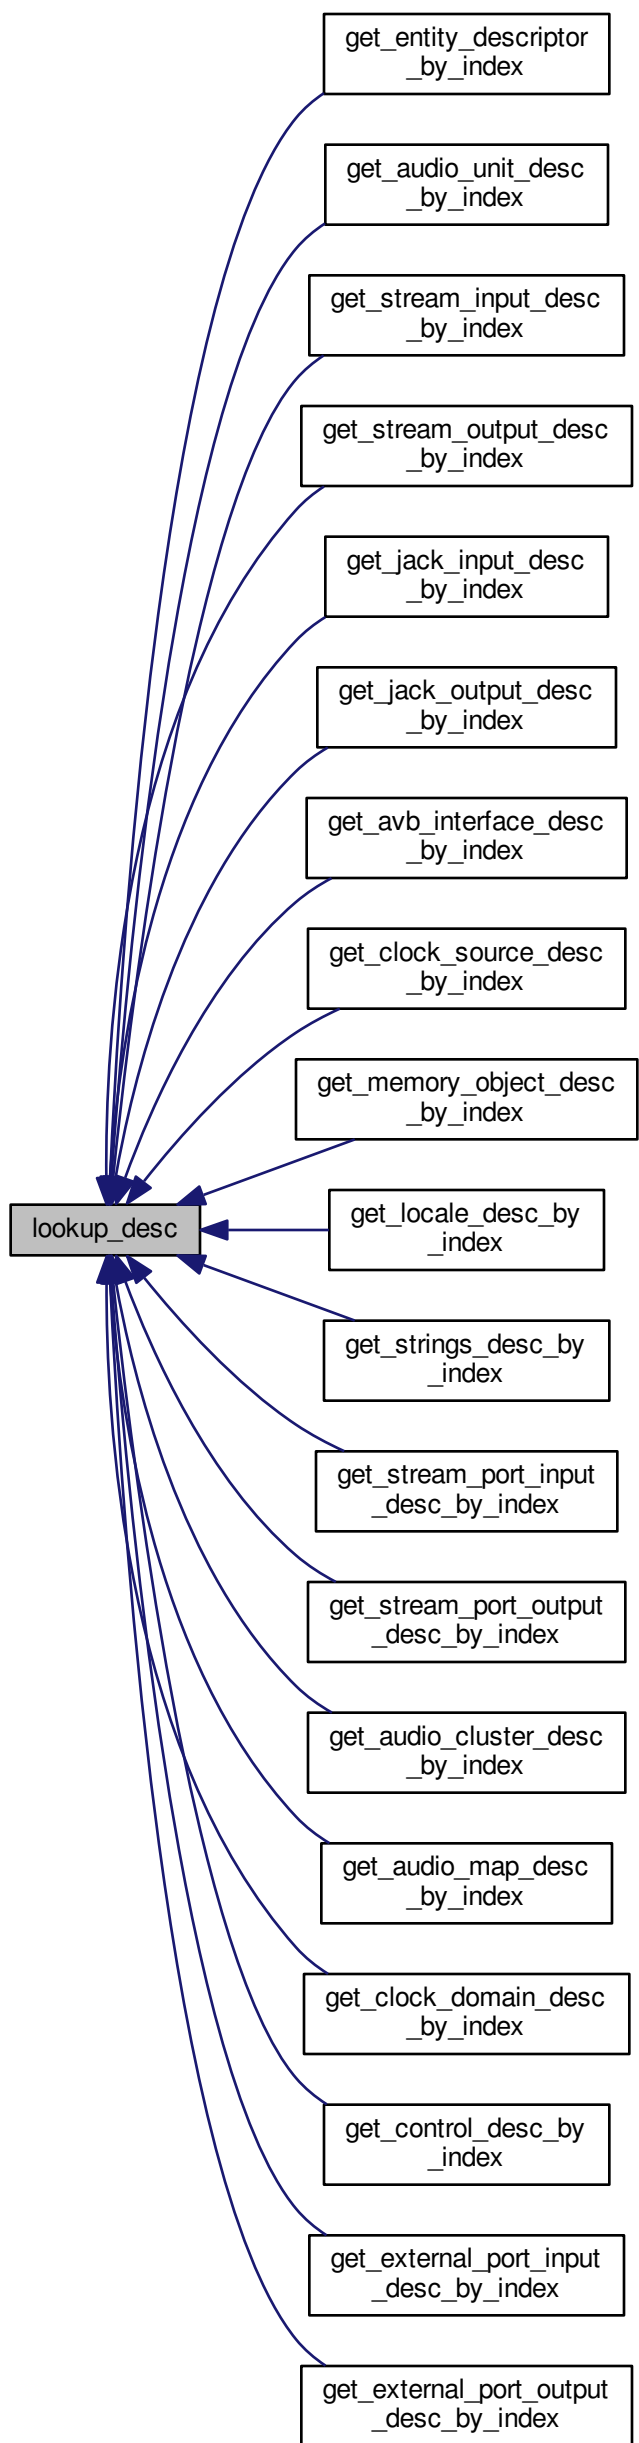 get_entity_descriptor
_by_index
get_audio_unit_desc
_by_index
get_stream_input_desc
_by_index
get_stream_output_desc
_by_index
get_jack_input_desc
_by_index
get_jack_output_desc
_by_index
get_avb_interface_desc
_by_index
get_clock_source_desc
_by_index
get_memory_object_desc
_by_index
lookup_desc
get_locale_desc_by
_index
get_strings_desc_by
_index
get_stream_port_input
_desc_by_index
get_stream_port_output
_desc_by_index
get_audio_cluster_desc
_by_index
get_audio_map_desc
_by_index
get_clock_domain_desc
_by_index
get_control_desc_by
_index
get_external_port_input
_desc_by_index
get_external_port_output
_desc_by_index